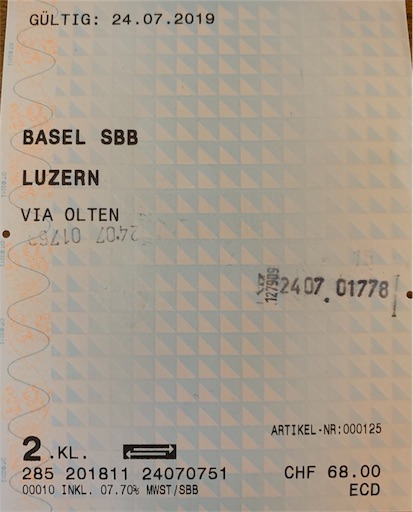 GÜLTIG: 24.07.2019
BASEL SBB
LUZERN
VIA OLTEN
127909 2407 01778
ARTIKEL-NR:000125
2.KL.
285 201811 24070751 CHF 68.00
00010 INKL. 07.70% MWST/SBB ECD